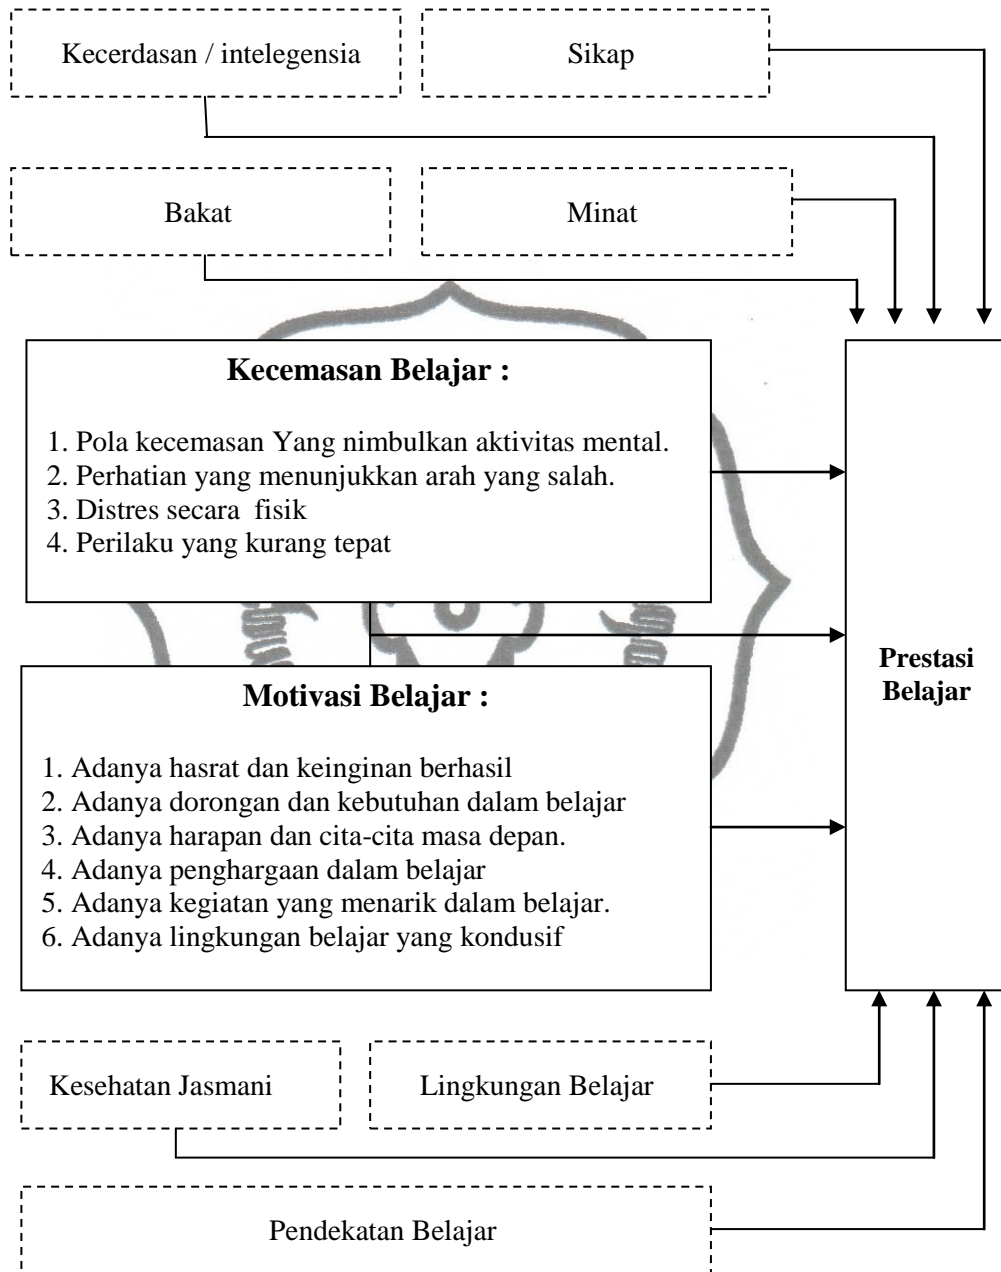 Kecerdasan / intelegensia
Sikap
Bakat
Minat
Kecemasan Belajar :
1. Pola kecemasan Yang nimbulkan aktivitas mental.
2. Perhatian yang menunjukkan arah yang salah.
3. Distres secara fisik
4. Perilaku yang kurang tepat
Prestasi
Belajar
Motivasi Belajar :
1. Adanya hasrat dan keinginan berhasil
2. Adanya dorongan dan kebutuhan dalam belajar
3. Adanya harapan dan cita-cita masa depan.
4. Adanya penghargaan dalam belajar
5. Adanya kegiatan yang menarik dalam belajar.
6. Adanya lingkungan belajar yang kondusif
Kesehatan Jasmani
Lingkungan Belajar
Pendekatan Belajar